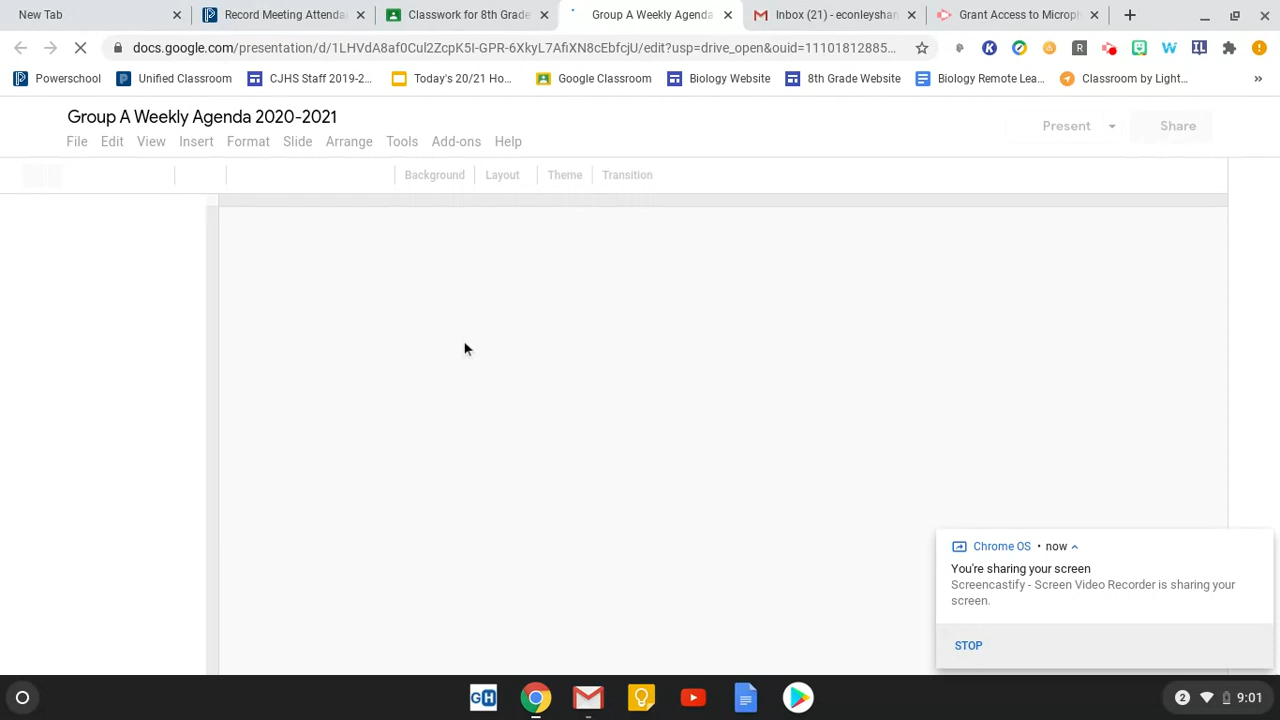 New Tab
Record Meeting Attenda
Classwork for 8th Grade
Group A Weekly Agenda
Inbox (21) - econleyshan
Grant Access to Microph
docs.google.com/presentation/d/1LHVdA8af0Cul2ZcpK5I-GPR-6XkyL7AfiXN8cEbfcjU/edit?usp=drive_open&ouid=11101812885...
Powerschool
Unified Classroom
CJHS Staff 2019-2...
Today's 20/21 Ho...
Google Classroom
Biology Website
8th Grade Website
Biology Remote Lea...
Classroom by Light...
»
Group A Weekly Agenda 2020-2021
File Edit View Insert Format Slide Arrange Tools Add-ons Help
Present
Share
Background Layout Theme Transition
Chrome OS • now
You're sharing your screen
Screencastify - Screen Video Recorder is sharing your
screen.
STOP
GH
2
9:01